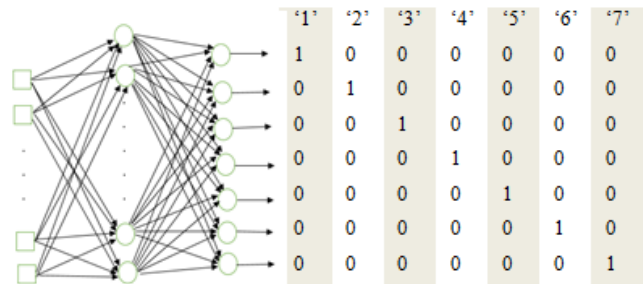 ‘1’ ‘2’ ‘3’ ‘4’ ‘5’ ‘6’ ‘7’
1 0 0 0 0 0 0
0 1 0 0 0 0 0
0 0 1 0 0 0 0
0 0 0 1 0 0 0
0 0 0 0 1 0 0
0 0 0 0 0 1 0
0 0 0 0 0 0 1